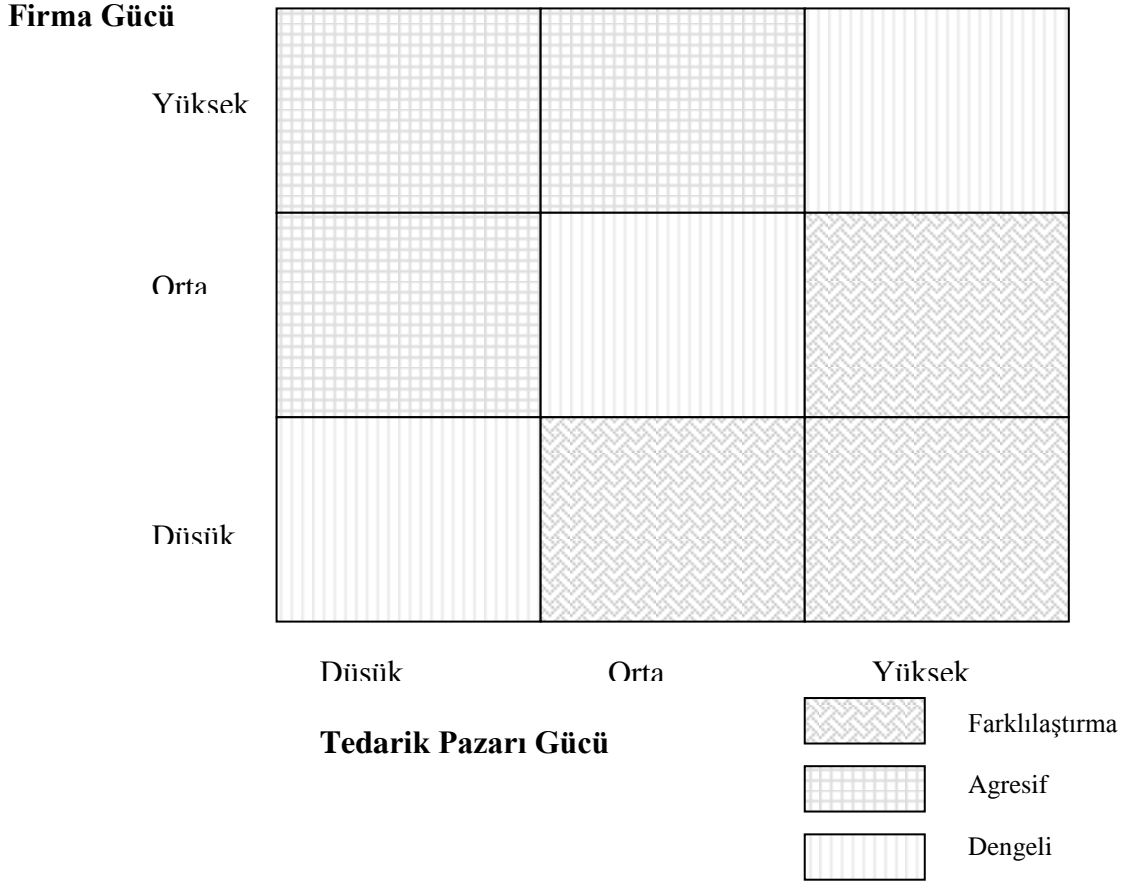 Firma Gücü
Yüksek
Orta
Düşük
Düşük Orta Yüksek
Tedarik Pazarı Gücü
Farklılaştırma
Agresif
Dengeli